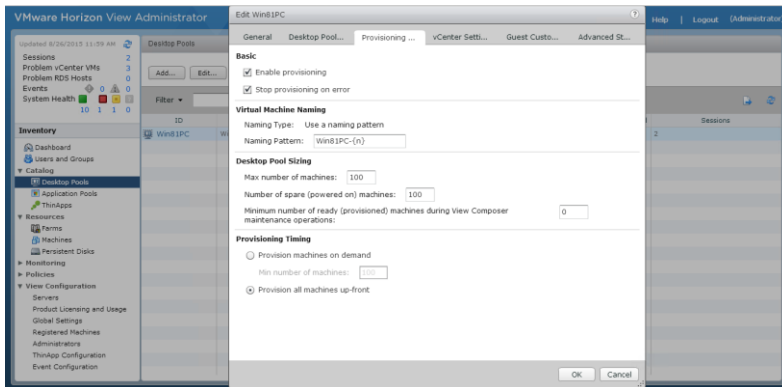 VMware Horizon View Administrator
Help | Logout (Administrator
Updated 8/26/2015 11:59 AM
Sessions 2
Problem vCenter VMs 3
Problem RDS Hosts 0
Events 0 0
System Health
10 1 1 0
Inventory
Dashboard
Users and Groups
Catalog
Desktop Pools
Application Pools
ThinApps
Resources
Farms
Machines
Persistent Disks
Monitoring
Policies
View Configuration
Servers
Product Licensing and Usage
Global Settings
Registered Machines
Administrators
ThinApp Configuration
Event Configuration
Desktop Pools
Add... Edit...
Filter
ID
Win81PC
Sessions
2
Edit Win81PC
General Desktop Pool... Provisioning ... vCenter Setti... Guest Custo... Advanced St...
Basic
Enable provisioning
Stop provisioning on error
Virtual Machine Naming
Naming Type: Use a naming pattern
Naming Pattern: Win81PC-{n}
Desktop Pool Sizing
Max number of machines: 100
Number of spare (powered on) machines: 100
Minimum number of ready (provisioned) machines during View Composer 0
maintenance operations:
Provisioning Timing
Provision machines on demand
Min number of machines: 100
Provision all machines up-front
OK Cancel